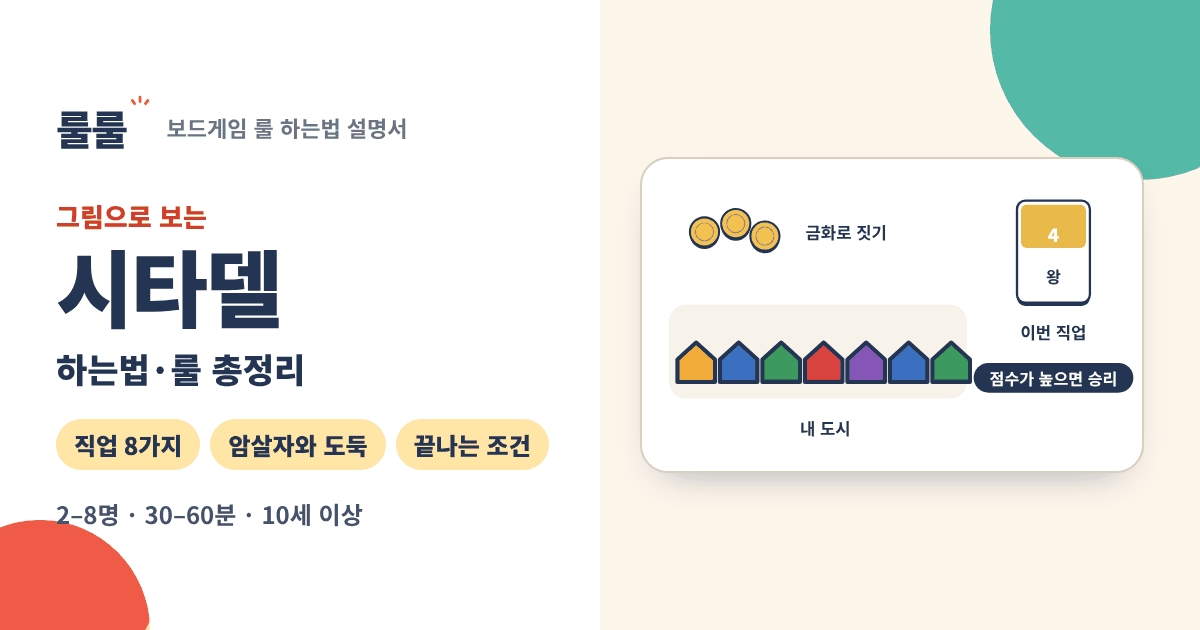 룰룰 보드게임 룰 하는법 설명서
그림으로 보는
시타델
하는법·룰 총정리
직업 8가지 암살자와 도둑 끝나는 조건
2–8명 · 30–60분 · 10세 이상
금화로 짓기
4
왕
이번 직업
점수가 높으면 승리
내 도시